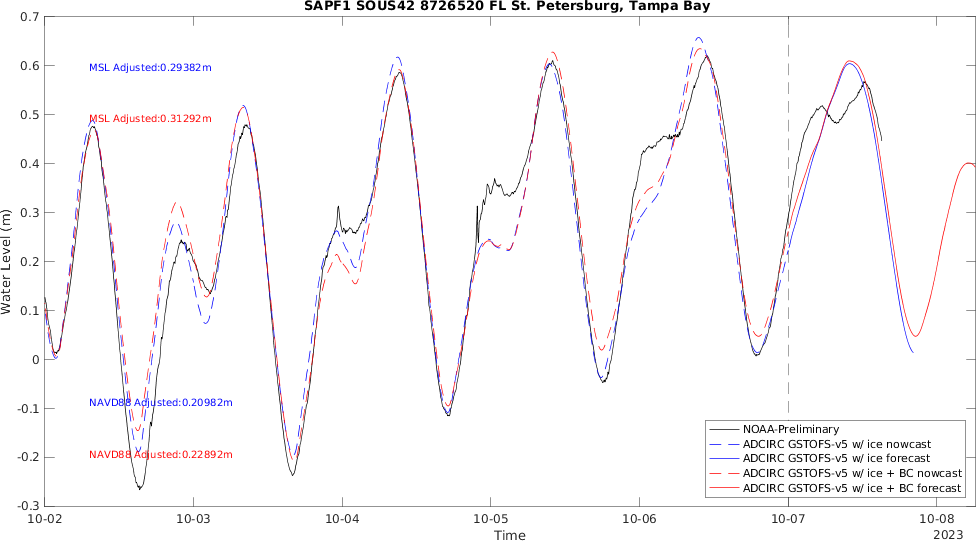 SAPF1 SOUS42 8726520 FL St. Petersburg, Tampa Bay
0.7
0.6
0.5
0.4
0.3
0.2
0.1
0
-0.1
-0.2
-0.3
Water Level (m)
MSL Adjusted:0.29382m
MSL Adjusted:0.31292m
NAVD88 Adjusted:0.20982m
NAVD88 Adjusted:0.22892m
NOAA-Preliminary
ADCIRC GSTOFS-v5 w/ ice nowcast
ADCIRC GSTOFS-v5 w/ ice forecast
ADCIRC GSTOFS-v5 w/ ice + BC nowcast
ADCIRC GSTOFS-v5 w/ ice + BC forecast
10-02 10-03 10-04 10-05 10-06 10-07 10-08
Time
2023